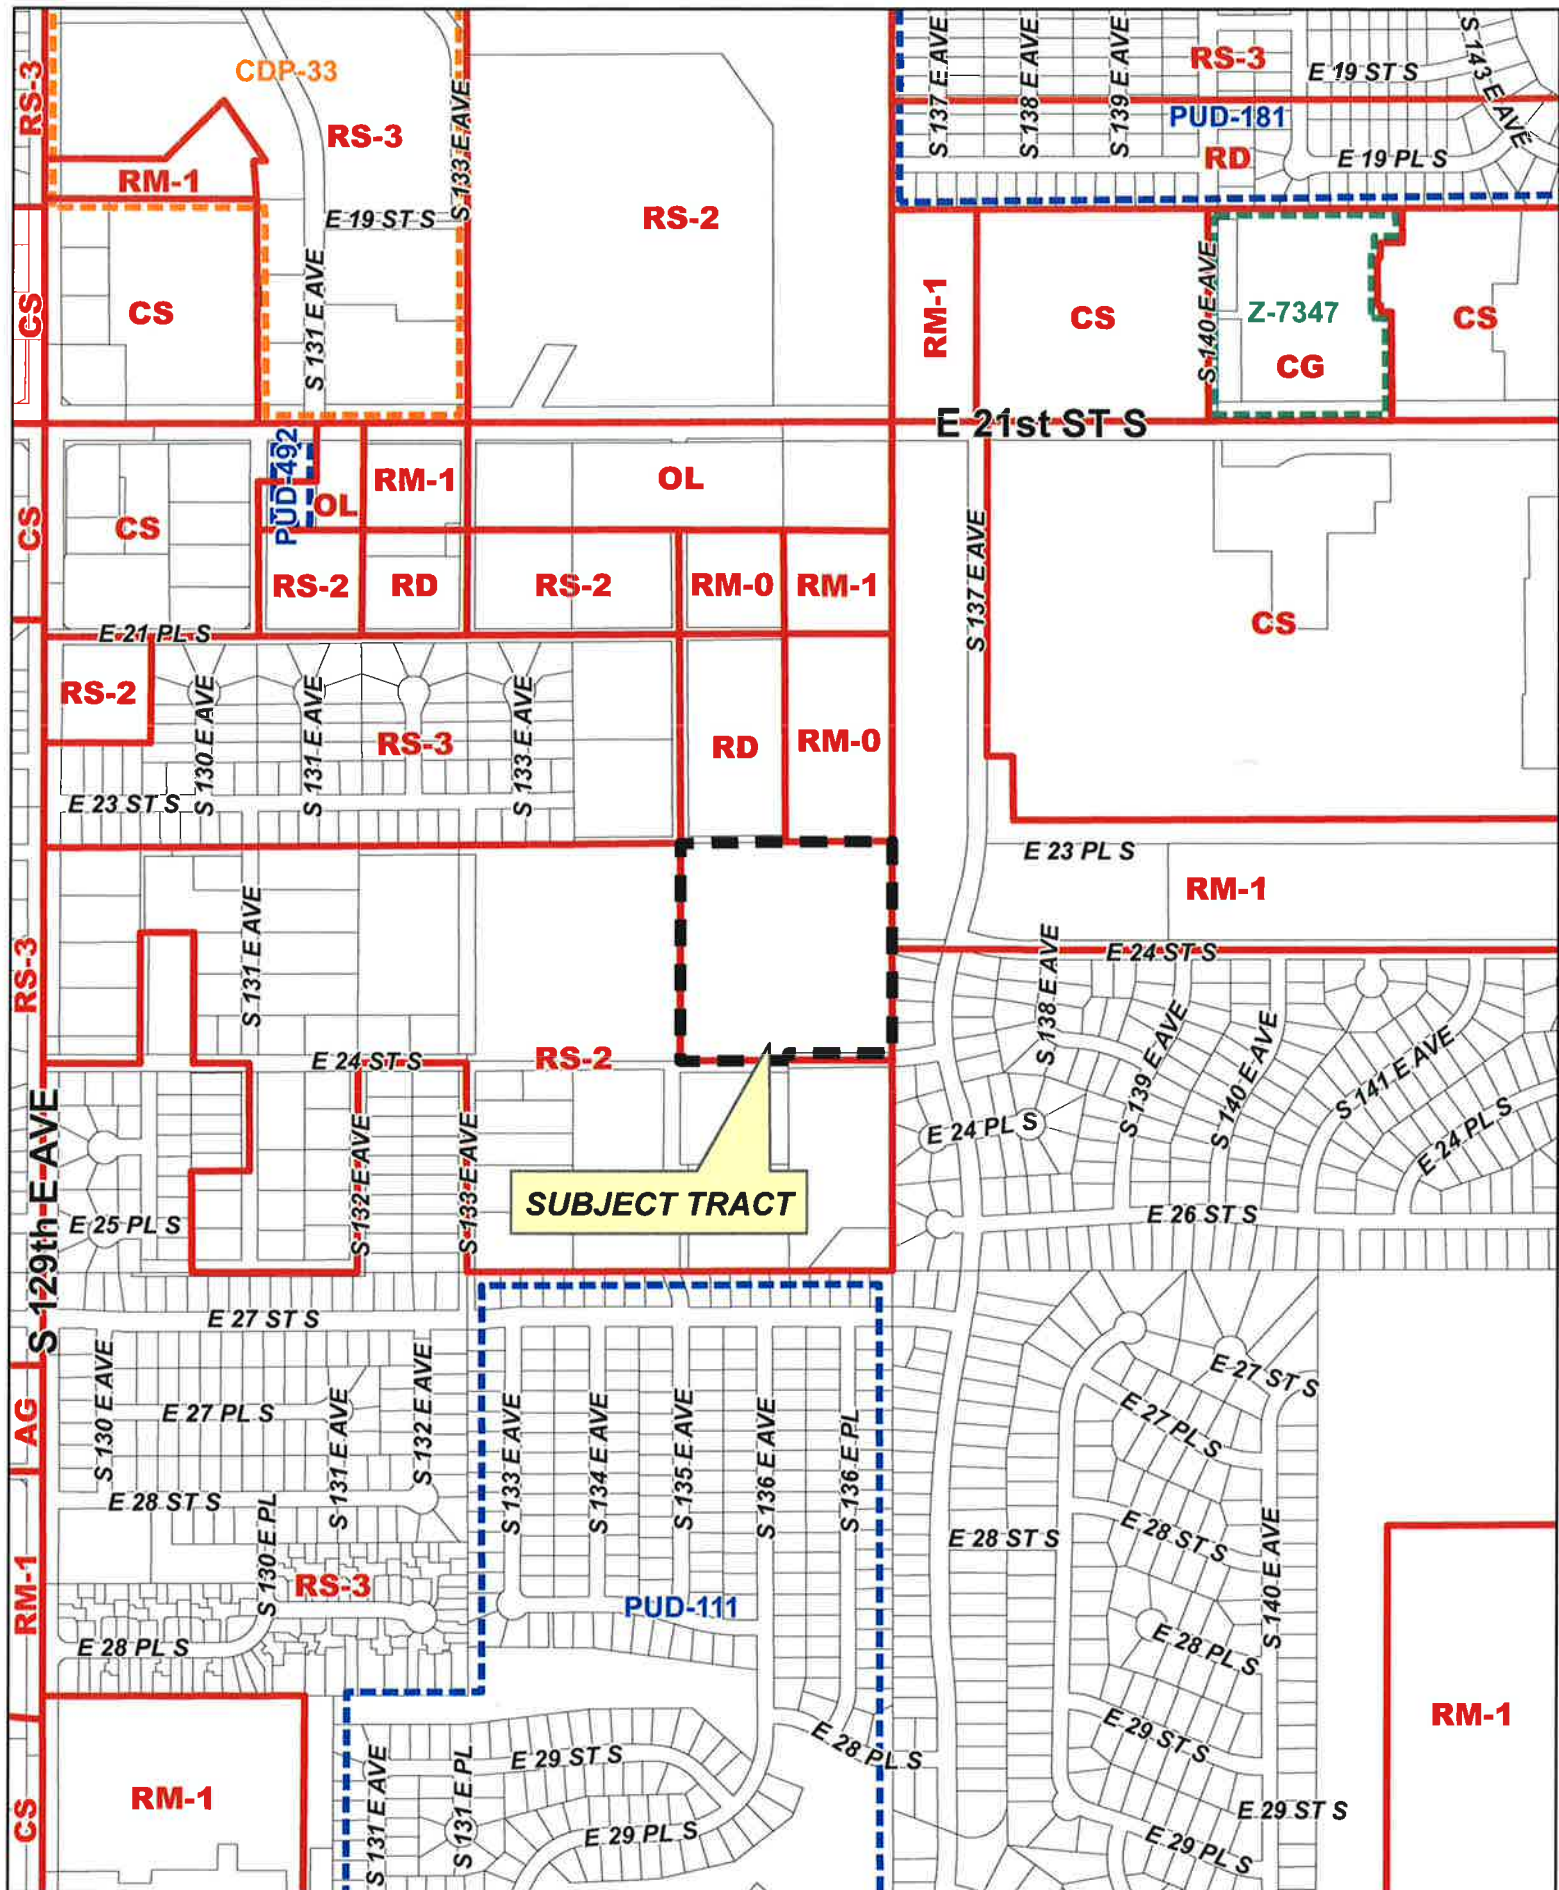 RS-3
CDP-33
RS-3
RM-1
S 133 E AVE
E 19 ST S
S 131 E AVE
CS
CS
RS-2
S 137 E AVE
S 138 E AVE
S 139 E AVE
RS-3
E 19 ST S
S 143 E AVE
PUD-181
RD
E 19 PL S
RM-1
CS
S 140 E AVE
Z-7347
CG
CS
E 21st ST S
CS
CS
PUD-492
OL
RM-1
OL
RS-2
RD
RS-2
RM-0
RM-1
S 137 E AVE
CS
E 21 PL S
RS-2
S 130 E AVE
S 131 E AVE
RS-3
S 133 E AVE
RD
RM-0
E 23 ST S
E 23 PL S
RM-1
RS-3
S 131 E AVE
E 24 ST S
RS-2
E 24 ST S
S 138 E AVE
S 139 E AVE
S 140 E AVE
S 141 E AVE
E 24 PL S
E 24 PL S
S 129th E AVE
S 132 E AVE
S 133 E AVE
SUBJECT TRACT
E 25 PL S
E 26 ST S
E 27 ST S
AG
S 130 E AVE
E 27 PL S
S 131 E AVE
S 132 E AVE
S 133 E AVE
S 134 E AVE
S 135 E AVE
S 136 E AVE
S 136 E PL
E 27 ST S
E 27 PL S
E 28 ST S
S 130 E PL
E 28 ST S
E 28 ST S
S 140 E AVE
RM-1
RS-3
PUD-111
E 28 PL S
E 28 PL S
RM-1
E 28 PL S
E 29 ST S
E 29 ST S
RM-1
CS
S 131 E AVE
S 131 E PL
E 29 PL S
E 29 ST S
E 29 PL S